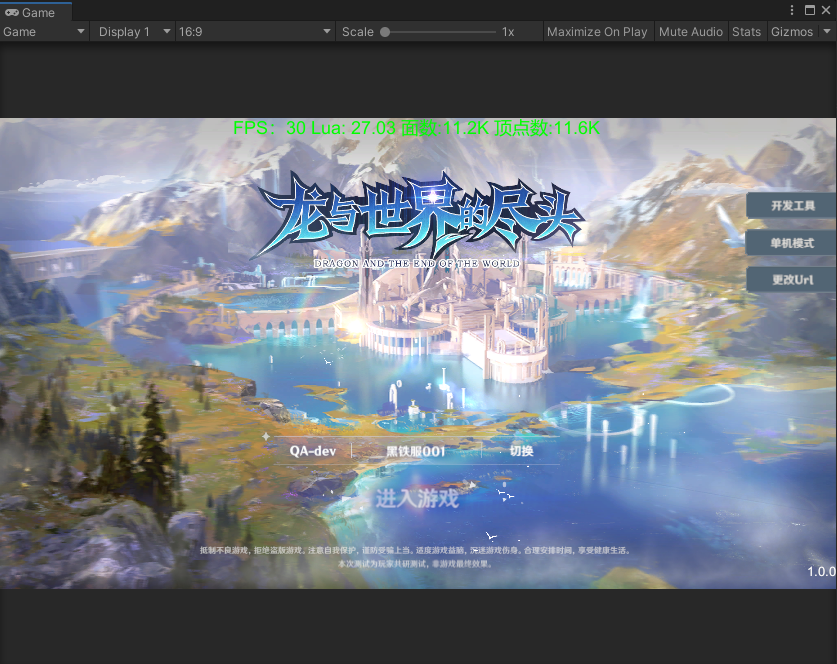 Game
Game Display 1 16:9 Scale 1x Maximize On Play Mute Audio Stats Gizmos
FPS: 30 Lua: 27.03 面数:11.2K 顶点数:11.6K
龙与世界的尽头
DRAGON AND THE END OF THE WORLD
开发工具
单机模式
更改Url
QA-dev 黑铁服001 切换
进入游戏
抵制不良游戏，拒绝盗版游戏。注意自我保护，谨防受骗上当。适度游戏益脑，沉迷游戏伤身。合理安排时间，享受健康生活。
本次测试为玩家共研测试，非游戏最终效果。
1.0.0